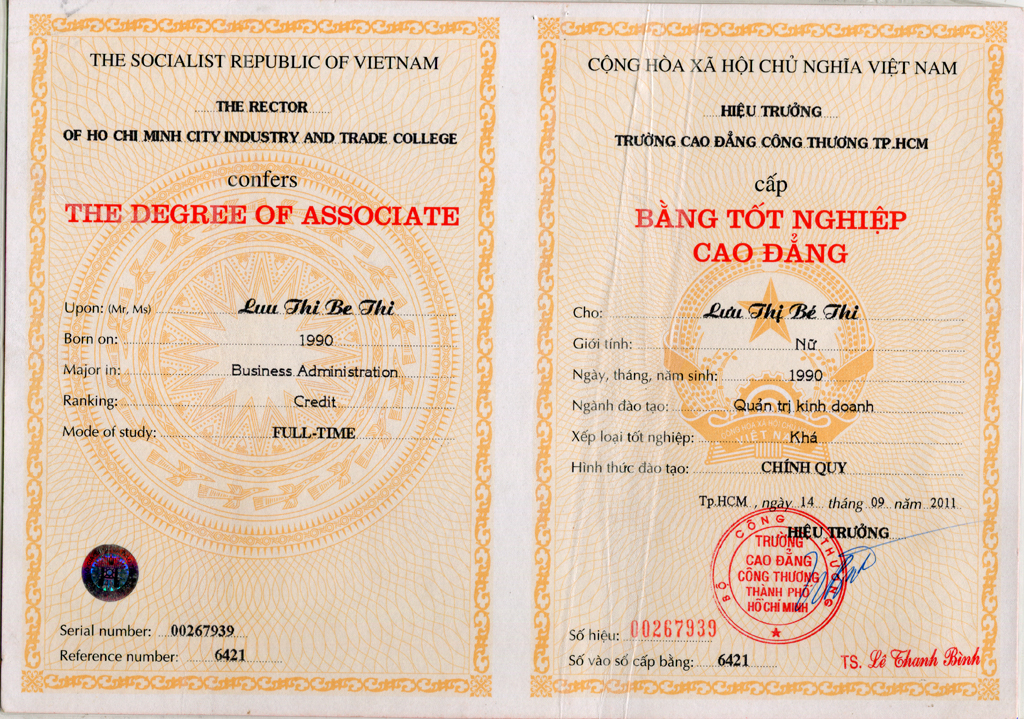 THE SOCIALIST REPUBLIC OF VIETNAM
THE RECTOR
OF HO CHI MINH CITY INDUSTRY AND TRADE COLLEGE
confers
THE DEGREE OF ASSOCIATE
Upon: (Mr, Ms) Luu Thi Be Thi
Born on: 1990
Major in: Business Administration
Ranking: Credit
Mode of study: FULL-TIME
Serial number: 00267939
Reference number: 6421
CỘNG HÒA XÃ HỘI CHỦ NGHĨA VIỆT NAM
HIỆU TRƯỞNG
TRƯỜNG CAO ĐẲNG CÔNG THƯƠNG TP.HCM
cấp
BẰNG TỐT NGHIỆP
CAO ĐẲNG
Cho: Lưu Thị Bé Thi
Giới tính: Nữ
Ngày, tháng, năm sinh: 1990
Ngành đào tạo: Quản trị kinh doanh
Xếp loại tốt nghiệp: Khá
Hình thức đào tạo: CHÍNH QUY
Tp.HCM, ngày 14 tháng 09 năm 2011
HIỆU TRƯỞNG
BỘ CÔNG THƯƠNG
TRƯỜNG
CAO ĐẲNG
CÔNG THƯƠNG
THÀNH PHỐ
HỒ CHÍ MINH
Số hiệu: 00267939
Số vào sổ cấp bằng: 6421
TS. Lê Thanh Bình